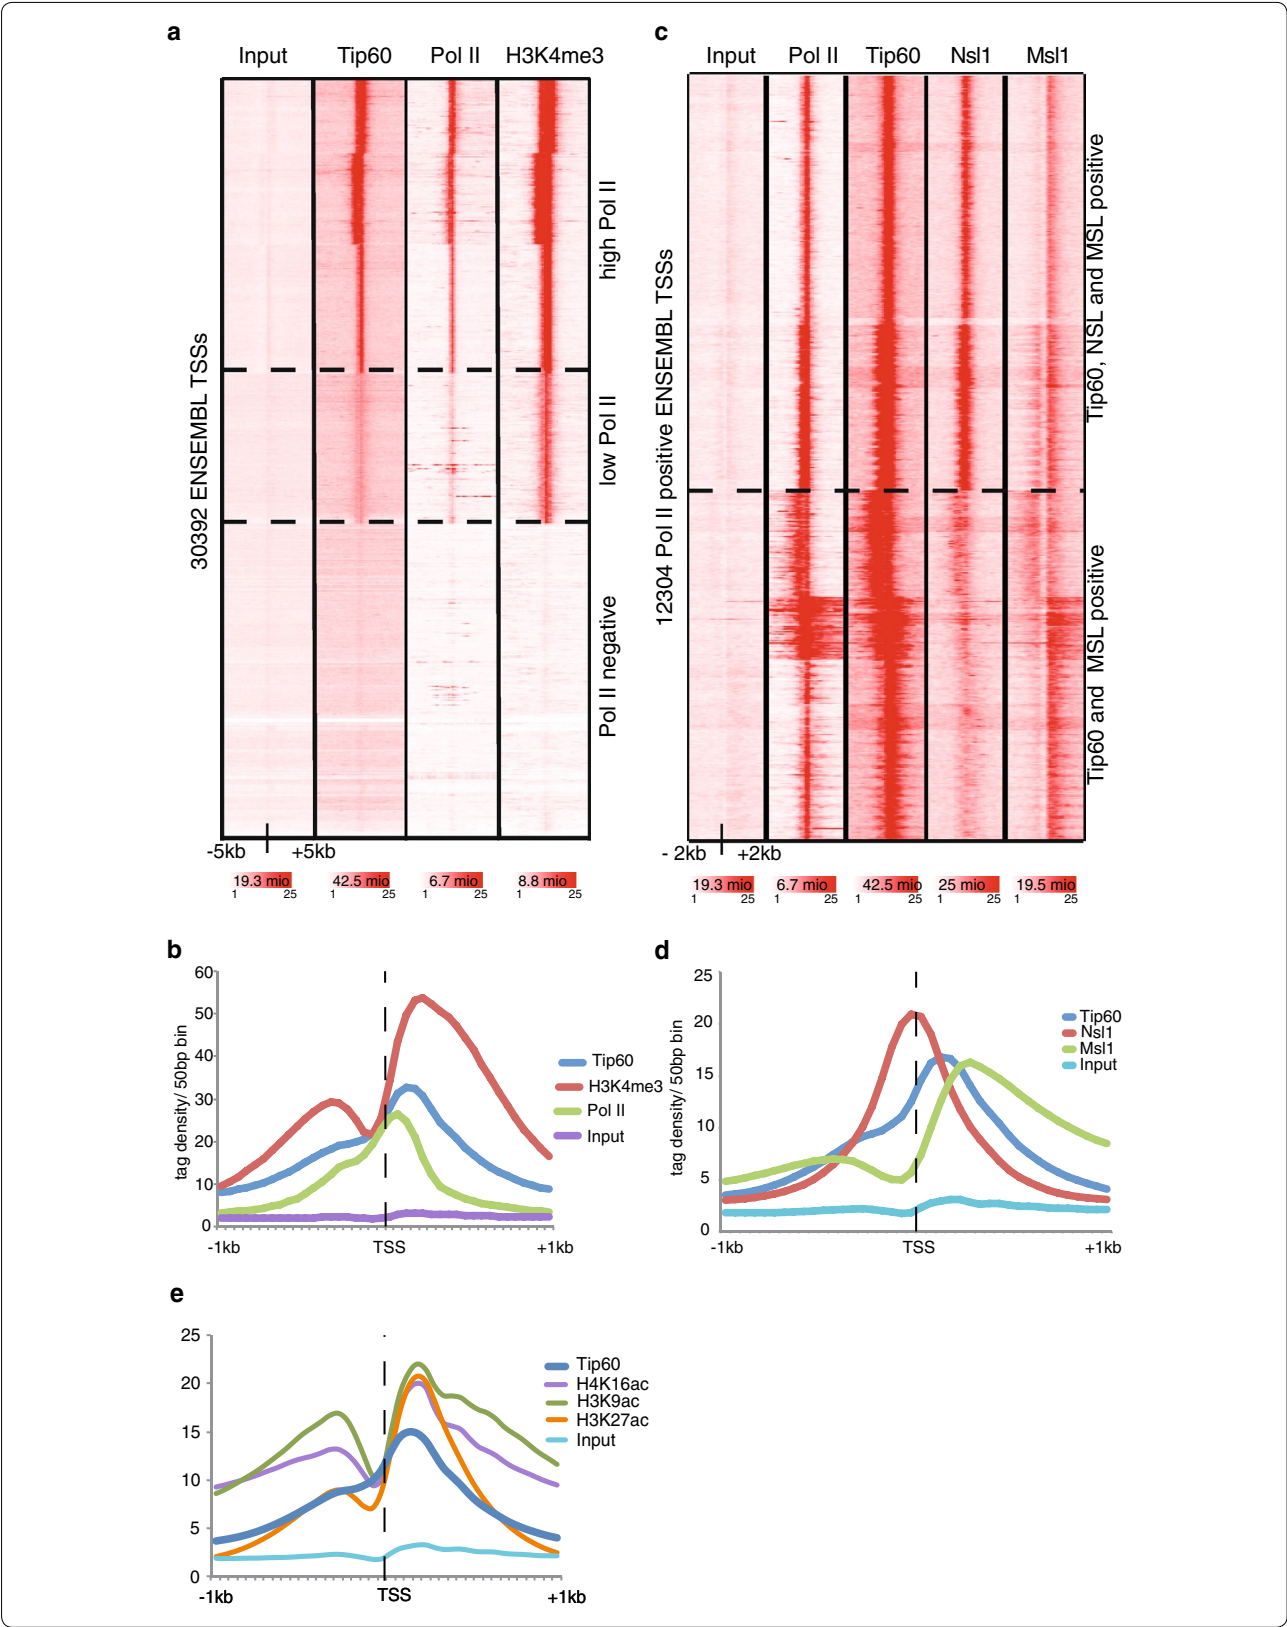 a
Input Tip60 Pol II H3K4me3
30392 ENSEMBL TSSs
high Pol II
low Pol II
Pol II negative
-5kb +5kb
19.3 mio 42.5 mio 6.7 mio 8.8 mio
1 25 1 25 1 25 1 25
c
Input Pol II Tip60 Nsl1 Msl1
12304 Pol II positive ENSEMBL TSSs
Tip60, NSL and MSL positive
Tip60 and MSL positive
- 2kb +2kb
19.3 mio 6.7 mio 42.5 mio 25 mio 19.5 mio
1 25 1 25 1 25 1 25 1 25
b
tag density/ 50bp bin
60
50
40
30
20
10
0
-1kb TSS +1kb
Tip60
H3K4me3
Pol II
Input
d
tag density/ 50bp bin
25
20
15
10
5
0
-1kb TSS +1kb
Tip60
Nsl1
Msl1
Input
e
25
20
15
10
5
0
-1kb TSS +1kb
Tip60
H4K16ac
H3K9ac
H3K27ac
Input